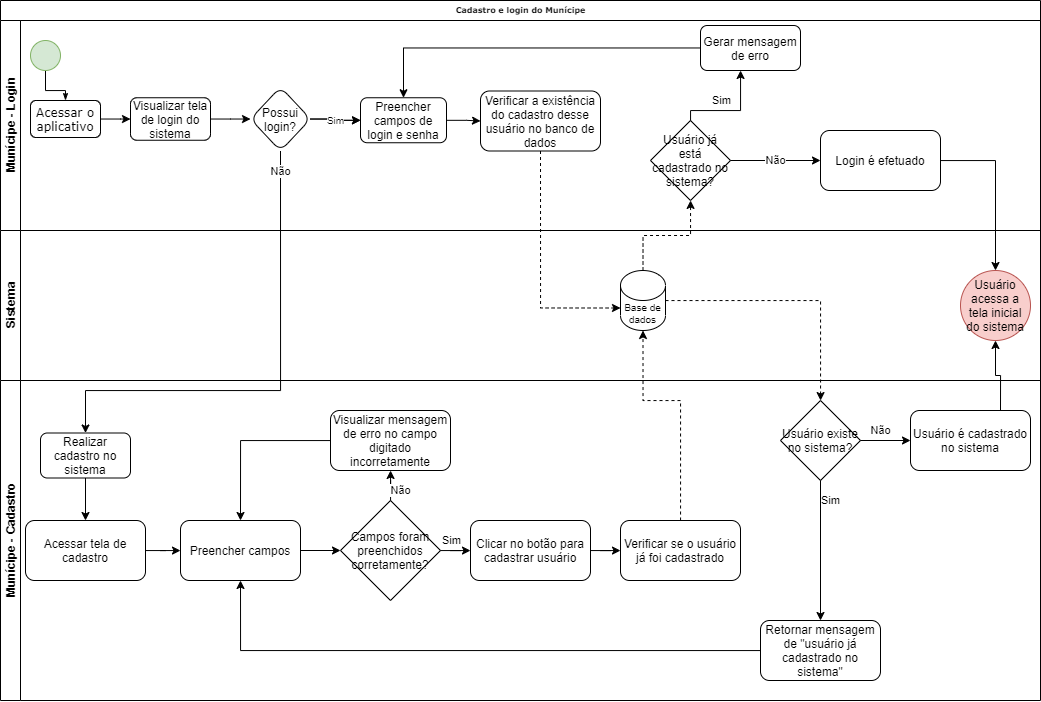 Cadastro e login do Munícipe
Munícipe - Login
Acessar o
aplicativo
Visualizar tela
de login do
sistema
Possui
login?
Sim
Não
Preencher
campos de
login e senha
Verificar a existência
do cadastro desse
usuário no banco de
dados
Gerar mensagem
de erro
Sim
Usuário já
está
cadastrado no
sistema?
Não
Login é efetuado
Sistema
Base de
dados
Usuário
acessa a
tela inicial
do sistema
Munícipe - Cadastro
Realizar
cadastro no
sistema
Acessar tela de
cadastro
Preencher campos
Visualizar mensagem
de erro no campo
digitado
incorretamente
Não
Campos foram
preenchidos
corretamente?
Sim
Clicar no botão para
cadastrar usuário
Verificar se o usuário
já foi cadastrado
Usuário existe
no sistema?
Não
Usuário é cadastrado
no sistema
Sim
Retornar mensagem
de "usuário já
cadastrado no
sistema"